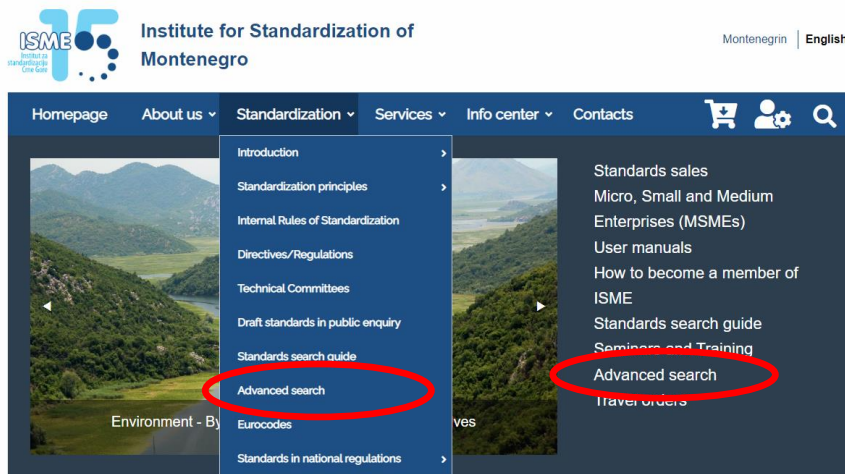 ISME
Institut za
standardizaciju
Crne Gore
Institute for Standardization of
Montenegro
Montenegrin
English
Homepage
About us
Standardization
Services
Info center
Contacts
Introduction
Standardization principles
Internal Rules of Standardization
Directives/Regulations
Technical Committees
Draft standards in public enquiry
Standards search guide
Advanced search
Eurocodes
Standards in national regulations
Environment - By
ves
Standards sales
Micro, Small and Medium
Enterprises (MSMEs)
User manuals
How to become a member of
ISME
Standards search guide
Seminars and Training
Advanced search
Travel orders